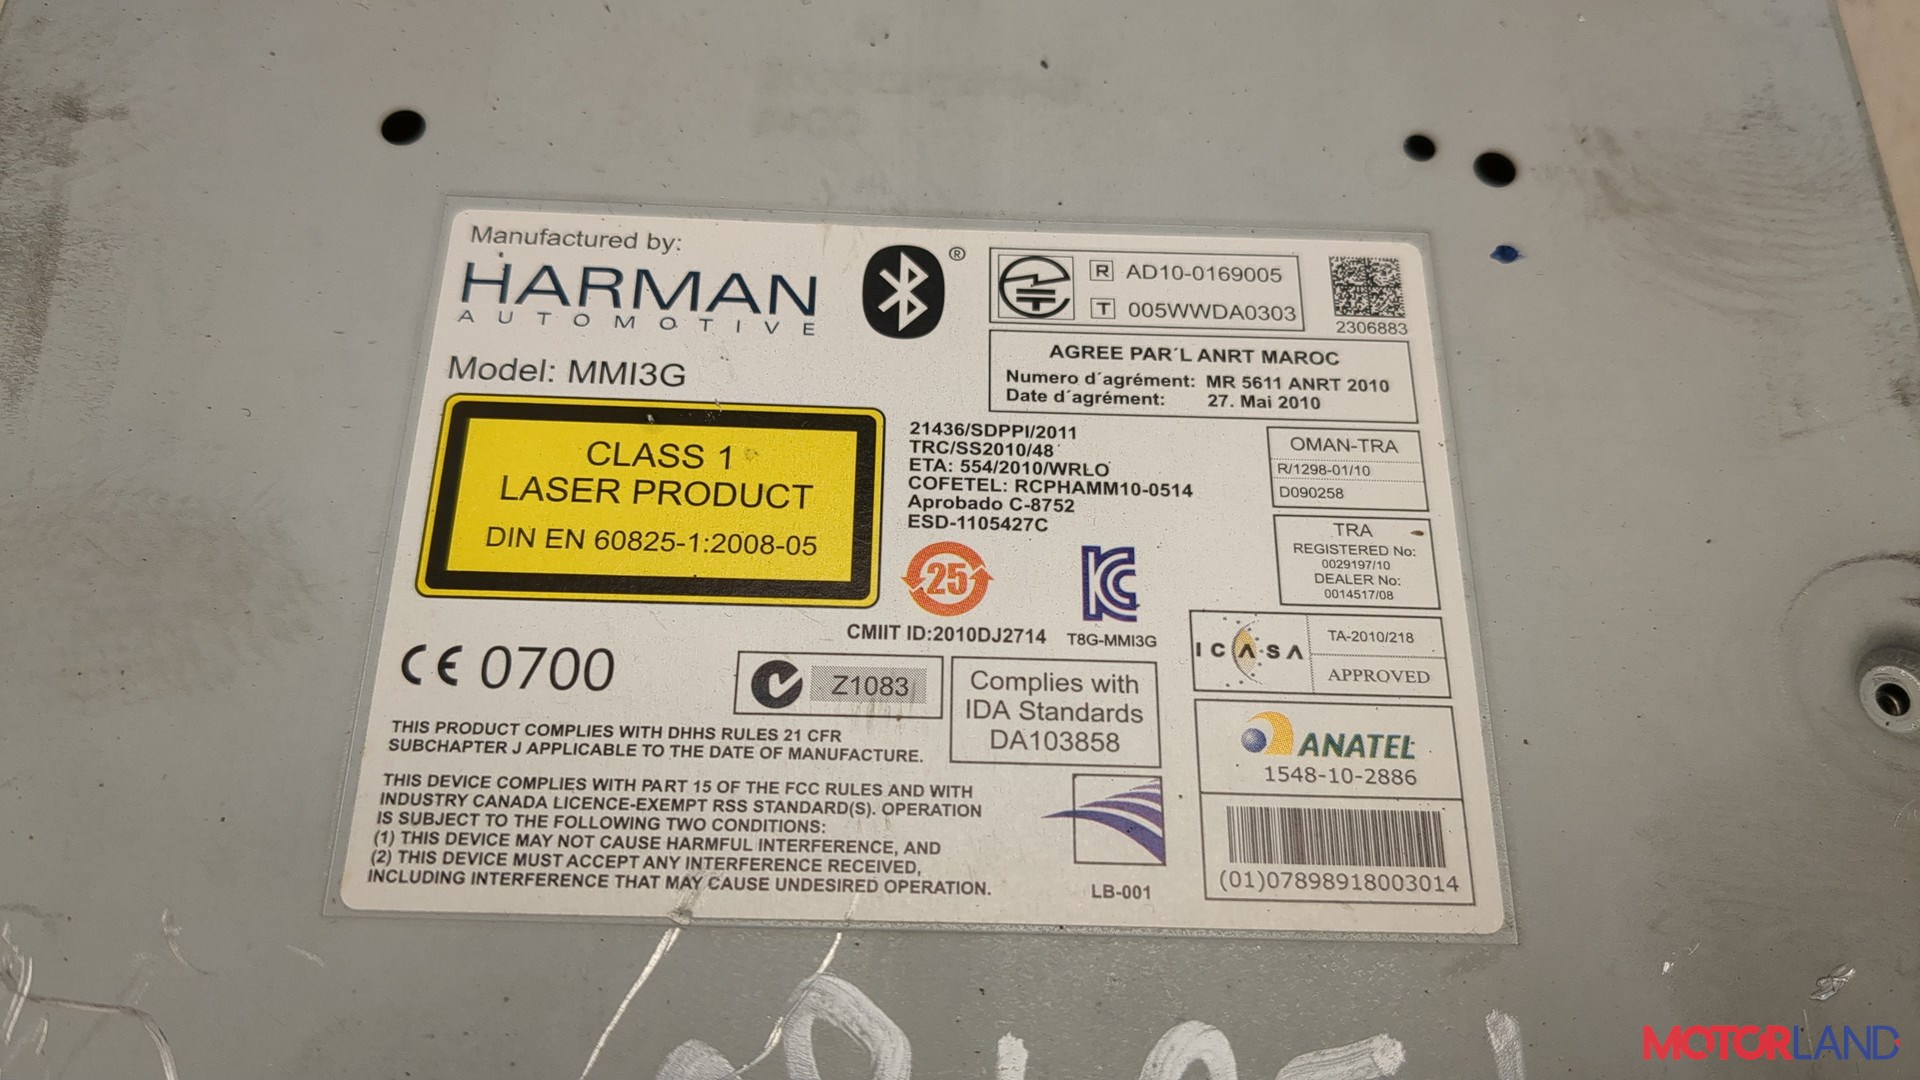 Manufactured by:
HARMAN
AUTOMOTIVE
®
Model: MMI3G
CLASS 1
LASER PRODUCT
DIN EN 60825-1:2008-05
R AD10-0169005
T 005WWDA0303
2306883
AGREE PAR´L ANRT MAROC
Numero d´agrément: MR 5611 ANRT 2010
Date d´agrément: 27. Mai 2010
21436/SDPPI/2011
TRC/SS2010/48
ETA: 554/2010/WRLO
COFETEL: RCPHAMM10-0514
Aprobado C-8752
ESD-1105427C
OMAN-TRA
R/1298-01/10
D090258
TRA
REGISTERED No:
0029197/10
DEALER No:
0014517/08
25
CMIIT ID:2010DJ2714
KC
T8G-MMI3G
ICASA
TA-2010/218
APPROVED
CE 0700
Z1083
Complies with
IDA Standards
DA103858
ANATEL
1548-10-2886
(01)07898918003014
THIS PRODUCT COMPLIES WITH DHHS RULES 21 CFR
SUBCHAPTER J APPLICABLE TO THE DATE OF MANUFACTURE.
THIS DEVICE COMPLIES WITH PART 15 OF THE FCC RULES AND WITH
INDUSTRY CANADA LICENCE-EXEMPT RSS STANDARD(S). OPERATION
IS SUBJECT TO THE FOLLOWING TWO CONDITIONS:
(1) THIS DEVICE MAY NOT CAUSE HARMFUL INTERFERENCE, AND
(2) THIS DEVICE MUST ACCEPT ANY INTERFERENCE RECEIVED,
INCLUDING INTERFERENCE THAT MAY CAUSE UNDESIRED OPERATION.
LB-001
MOTORLAND